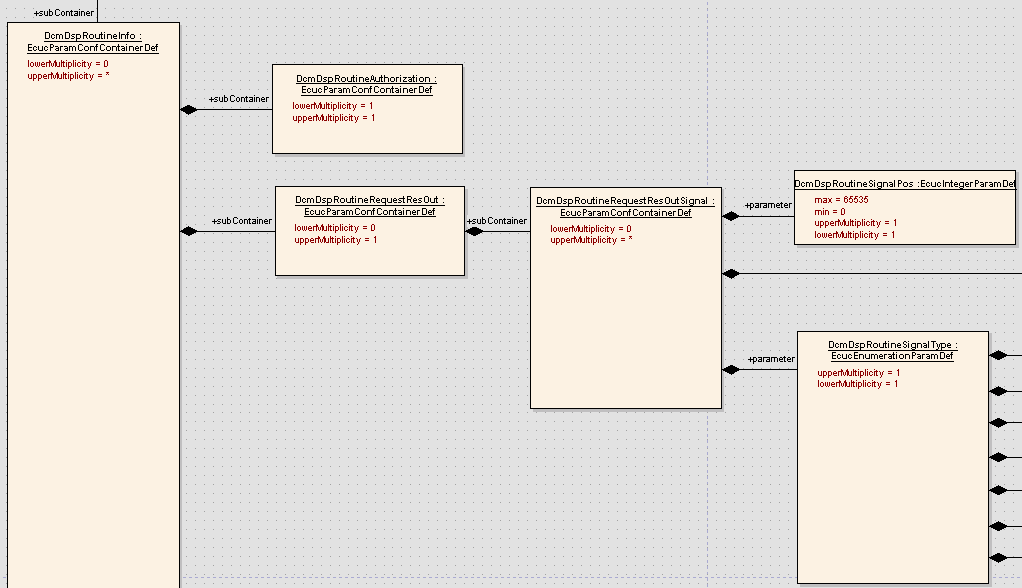 +subContainer
DcmDspRoutineInfo :
EcucParamConfContainerDef
lowerMultiplicity = 0
upperMultiplicity = *
+subContainer
DcmDspRoutineAuthorization :
EcucParamConfContainerDef
lowerMultiplicity = 1
upperMultiplicity = 1
+subContainer
DcmDspRoutineRequestResOut :
EcucParamConfContainerDef
lowerMultiplicity = 0
upperMultiplicity = 1
+subContainer
DcmDspRoutineRequestResOutSignal :
EcucParamConfContainerDef
lowerMultiplicity = 0
upperMultiplicity = *
+parameter
DcmDspRoutineSignalPos :EcucIntegerParamDef
max = 65535
min = 0
upperMultiplicity = 1
lowerMultiplicity = 1
+parameter
DcmDspRoutineSignalType :
EcucEnumerationParamDef
upperMultiplicity = 1
lowerMultiplicity = 1